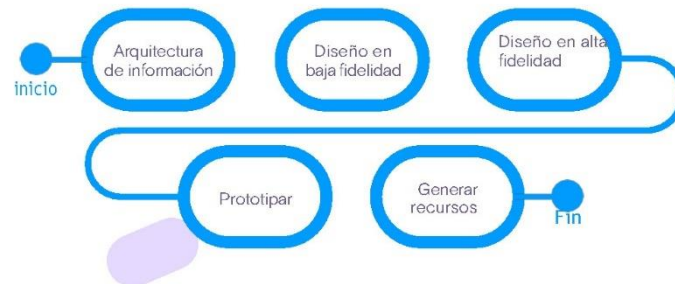 inicio
Arquitectura
de información
Diseño en
baja fidelidad
Diseño en alta
fidelidad
Prototipar
Generar
recursos
Fin